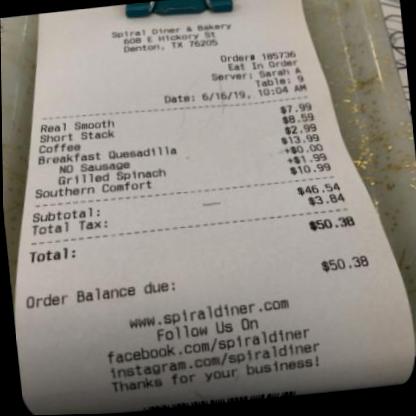 Spiral Diner & Bakery
608 E Hickory St
Denton, TX 76205
Order# 185736
Eat In Order
Server: Sarah A
Table: 9
Date: 6/16/19, 10:04 AM
Real Smooth $7.99
Short Stack $8.59
Coffee $2.99
Breakfast Quesadilla $13.99
NO Sausage +$0.00
Grilled Spinach +$1.99
Southern Comfort $10.99
Subtotal: $46.54
Total Tax: $3.84
Total: $50.38
Order Balance due: $50.38
www.spiraldiner.com
Follow Us On
facebook.com/spiraldiner
instagram.com/spiraldiner
Thanks for your business!